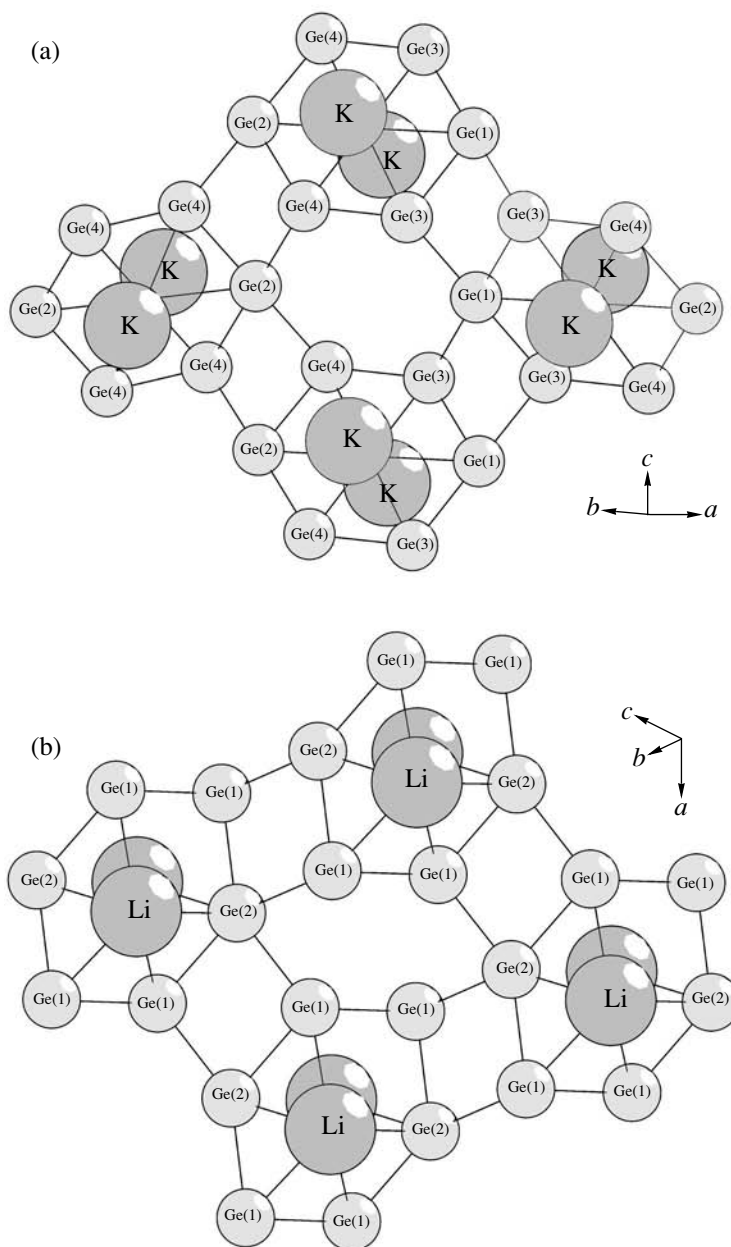 (a)
Ge(4) Ge(3)
K
Ge(2) Ge(1)
K
Ge(4) Ge(4) Ge(3) Ge(3)
Ge(4) Ge(4)
K K
Ge(2) Ge(2) Ge(1) Ge(2)
K K
Ge(4) Ge(4) Ge(3) Ge(3)
Ge(4) Ge(4)
K
Ge(2) Ge(1)
K
Ge(4) Ge(3)
c
b a
(b)
Ge(1) Ge(1)
c
b
a
Ge(2)
Li Ge(2)
Ge(1) Ge(1)
Ge(1) Ge(1) Ge(1) Ge(1)
Ge(2)
Li Ge(2)
Ge(2)
Ge(1) Ge(1) Ge(1) Ge(1)
Li Ge(2)
Ge(2) Ge(1) Ge(1)
Li Ge(2)
Ge(1) Ge(1)